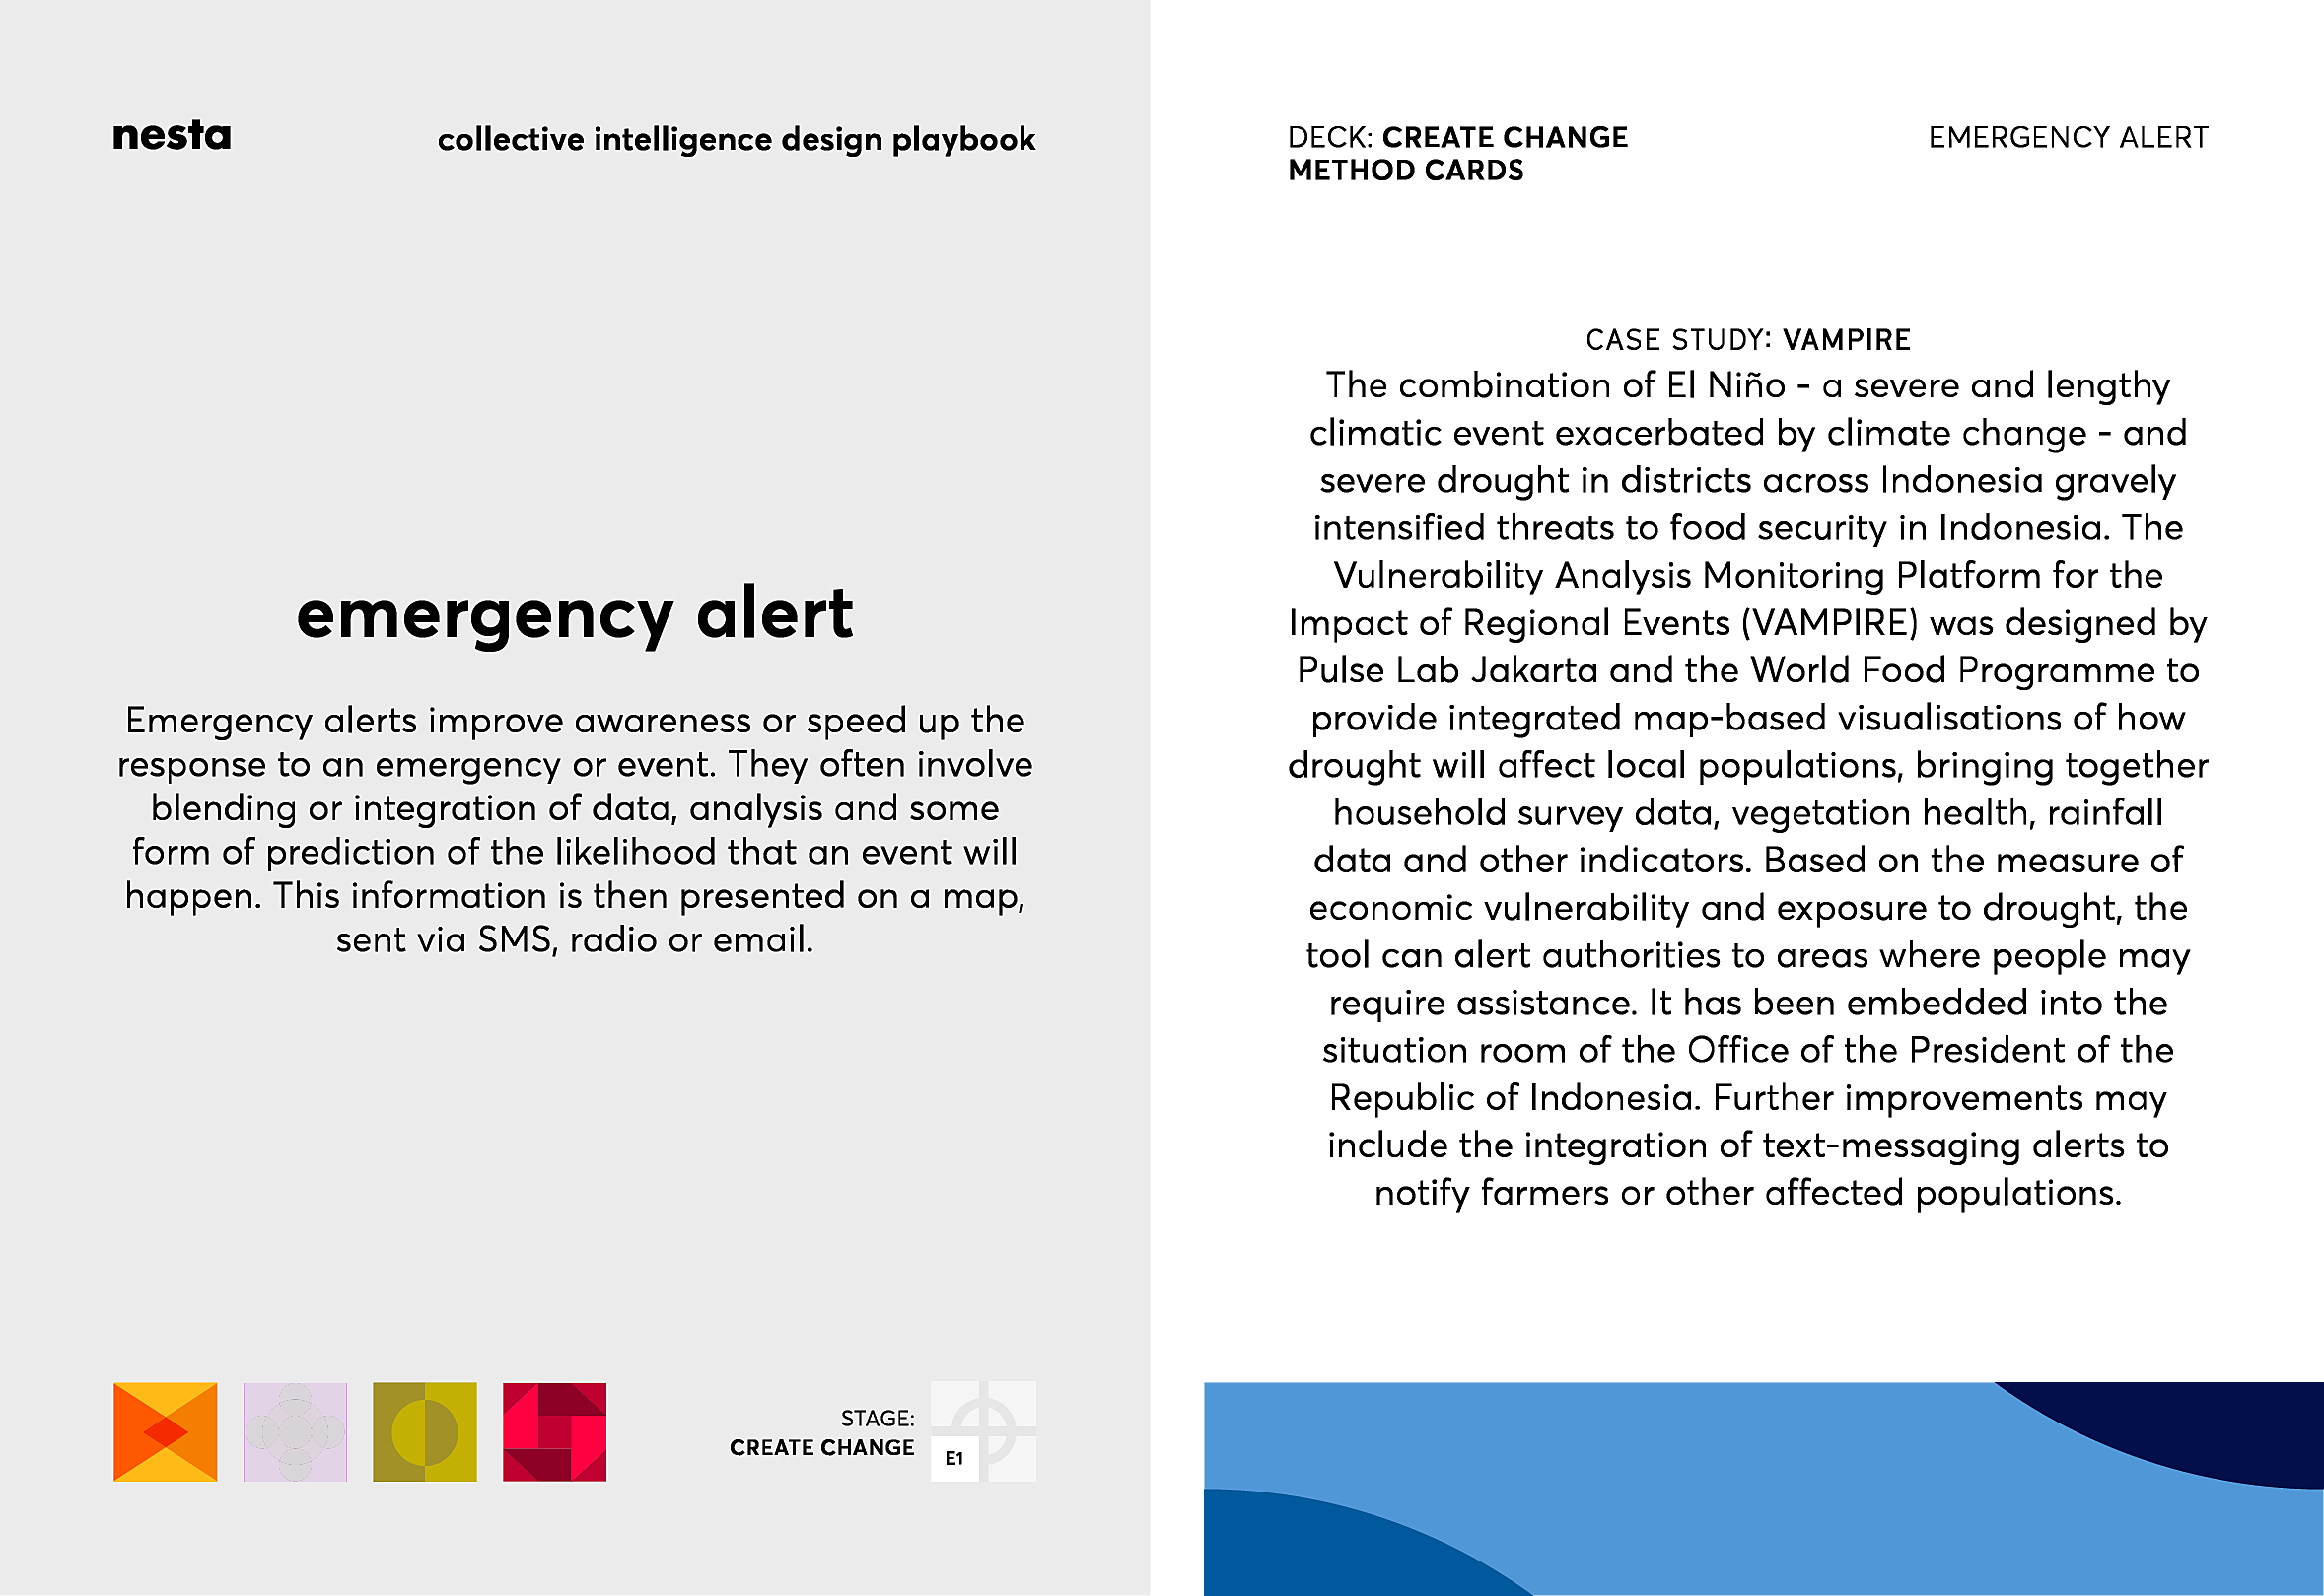 nesta
collective intelligence design playbook
emergency alert
Emergency alerts improve awareness or speed up the
response to an emergency or event. They often involve
blending or integration of data, analysis and some
form of prediction of the likelihood that an event will
happen. This information is then presented on a map,
sent via SMS, radio or email.
STAGE:
CREATE CHANGE
E1
DECK: CREATE CHANGE
METHOD CARDS
EMERGENCY ALERT
CASE STUDY: VAMPIRE
The combination of El Niño - a severe and lengthy
climatic event exacerbated by climate change - and
severe drought in districts across Indonesia gravely
intensified threats to food security in Indonesia. The
Vulnerability Analysis Monitoring Platform for the
Impact of Regional Events (VAMPIRE) was designed by
Pulse Lab Jakarta and the World Food Programme to
provide integrated map-based visualisations of how
drought will affect local populations, bringing together
household survey data, vegetation health, rainfall
data and other indicators. Based on the measure of
economic vulnerability and exposure to drought, the
tool can alert authorities to areas where people may
require assistance. It has been embedded into the
situation room of the Office of the President of the
Republic of Indonesia. Further improvements may
include the integration of text-messaging alerts to
notify farmers or other affected populations.